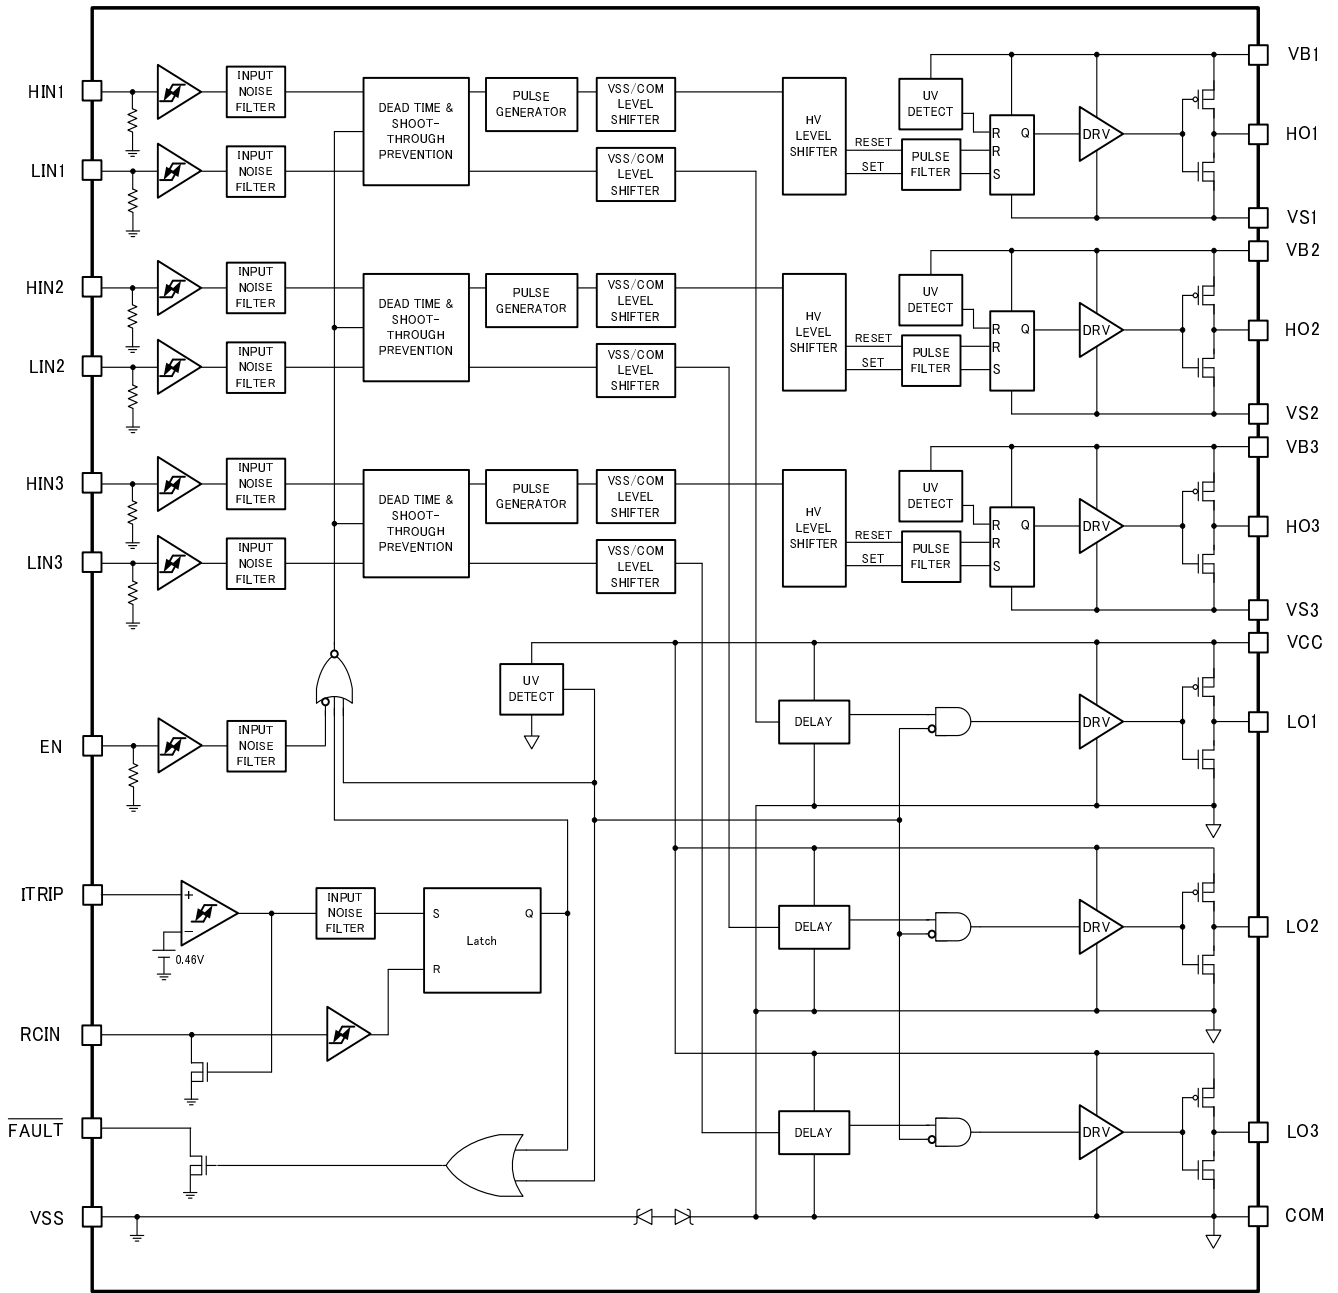 VB1
HIN1
INPUT
NOISE
FILTER
DEAD TIME &
SHOOT-
THROUGH
PREVENTION
PULSE
GENERATOR
VSS/COM
LEVEL
SHIFTER
HV
LEVEL
SHIFTER
UV
DETECT
RESET
SET
PULSE
FILTER
R
R
S
Q
DRV
HO1
LIN1
INPUT
NOISE
FILTER
VSS/COM
LEVEL
SHIFTER
VS1
VB2
HIN2
INPUT
NOISE
FILTER
DEAD TIME &
SHOOT-
THROUGH
PREVENTION
PULSE
GENERATOR
VSS/COM
LEVEL
SHIFTER
HV
LEVEL
SHIFTER
UV
DETECT
RESET
SET
PULSE
FILTER
R
R
S
Q
DRV
HO2
LIN2
INPUT
NOISE
FILTER
VSS/COM
LEVEL
SHIFTER
VS2
VB3
HIN3
INPUT
NOISE
FILTER
DEAD TIME &
SHOOT-
THROUGH
PREVENTION
PULSE
GENERATOR
VSS/COM
LEVEL
SHIFTER
HV
LEVEL
SHIFTER
UV
DETECT
RESET
SET
PULSE
FILTER
R
R
S
Q
DRV
HO3
LIN3
INPUT
NOISE
FILTER
VSS/COM
LEVEL
SHIFTER
VS3
VCC
UV
DETECT
EN
INPUT
NOISE
FILTER
DELAY
DRV
LO1
ITRIP
+
−
0.46V
INPUT
NOISE
FILTER
S
Q
Latch
R
DELAY
DRV
LO2
RCIN
FAULT
DELAY
DRV
LO3
VSS
COM